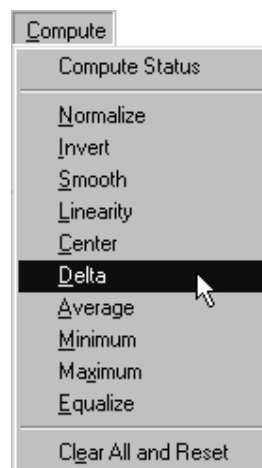 Compute
Compute Status
Normalize
Invert
Smooth
Linearity
Center
Delta
Average
Minimum
Maximum
Equalize
Clear All and Reset